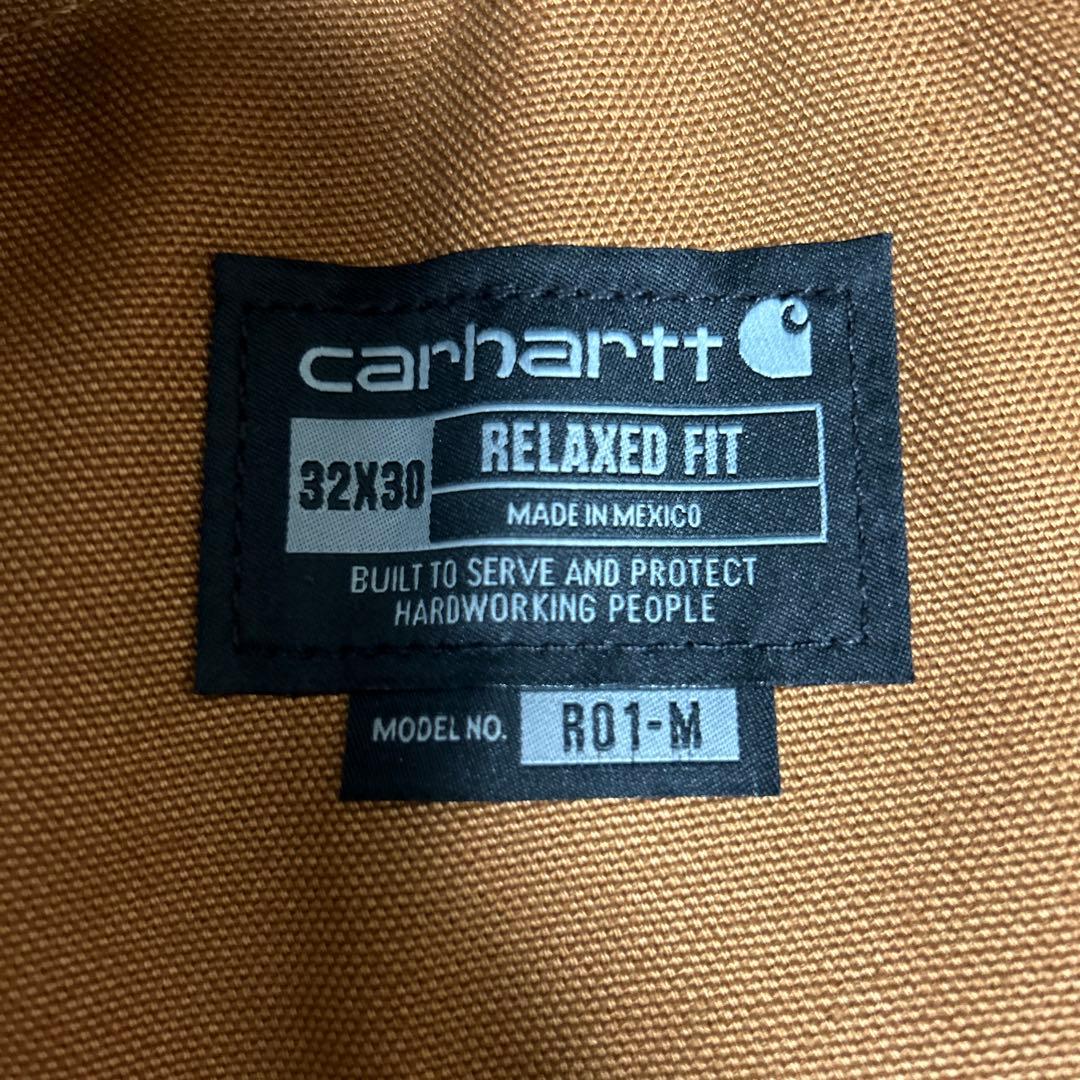 carhartt
32X30
RELAXED FIT
MADE IN MEXICO
BUILT TO SERVE AND PROTECT
HARDWORKING PEOPLE
MODEL NO. R01-M